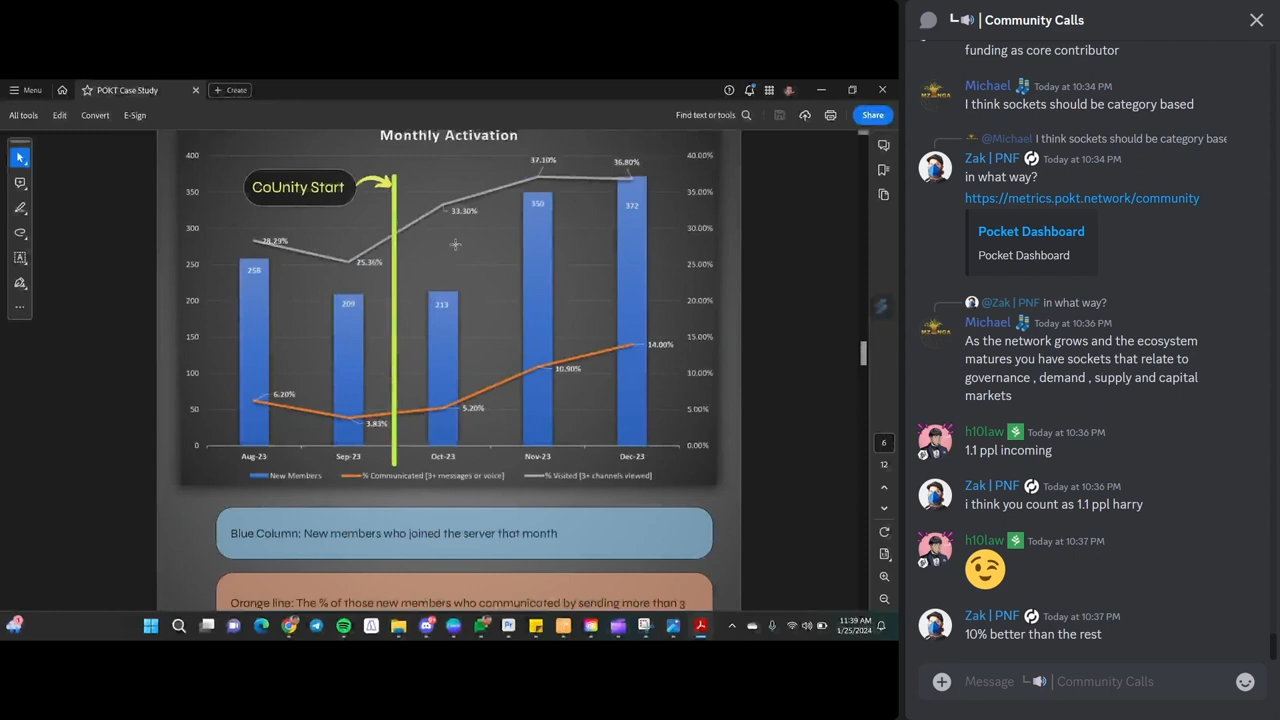 Menu
POKT Case Study
Create
All tools
Edit
Convert
E-Sign
Find text or tools
Share
Monthly Activation
400
350
300
250
200
150
100
50
0
40.00%
35.00%
30.00%
25.00%
20.00%
15.00%
10.00%
5.00%
0.00%
CoUnity Start
28.29%
25.36%
33.30%
37.10%
36.80%
258
209
213
350
372
6.20%
3.83%
5.20%
10.90%
14.00%
Aug-23
Sep-23
Oct-23
Nov-23
Dec-23
New Members
% Communicated [3+ messages or voice]
% Visited [3+ channels viewed]
Blue Column: New members who joined the server that month
Orange line: The % of those new members who communicated by sending more than 3
6
12
11:39 AM
1/25/2024
Community Calls
funding as core contributor
Michael Today at 10:34 PM
I think sockets should be category based
@Michael I think sockets should be category base
Zak | PNF Today at 10:34 PM
in what way?
https://metrics.pokt.network/community
Pocket Dashboard
Pocket Dashboard
@Zak | PNF in what way?
Michael Today at 10:36 PM
As the network grows and the ecosystem
matures you have sockets that relate to
governance , demand , supply and capital
markets
h10law Today at 10:36 PM
1.1 ppl incoming
Zak | PNF Today at 10:36 PM
i think you count as 1.1 ppl harry
h10law Today at 10:37 PM
Zak | PNF Today at 10:37 PM
10% better than the rest
Message Community Calls